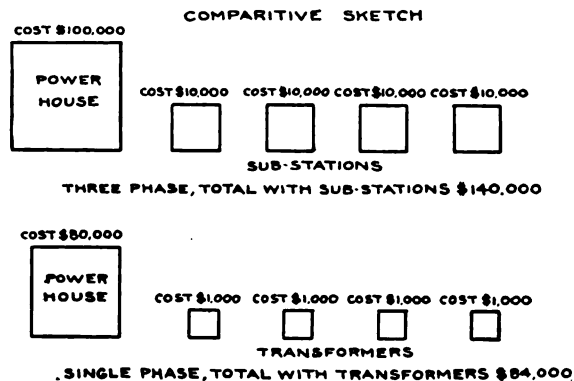 COMPARITIVE SKETCH
COST $100,000
POWER
HOUSE
COST $10,000 COST $10,000 COST $10,000 COST $10,000
SUB-STATIONS
THREE PHASE, TOTAL WITH SUB-STATIONS $140,000
COST $80,000
POWER
HOUSE
COST $1,000 COST $1,000 COST $1,000 COST $1,000
TRANSFORMERS
SINGLE PHASE, TOTAL WITH TRANSFORMERS $84,000